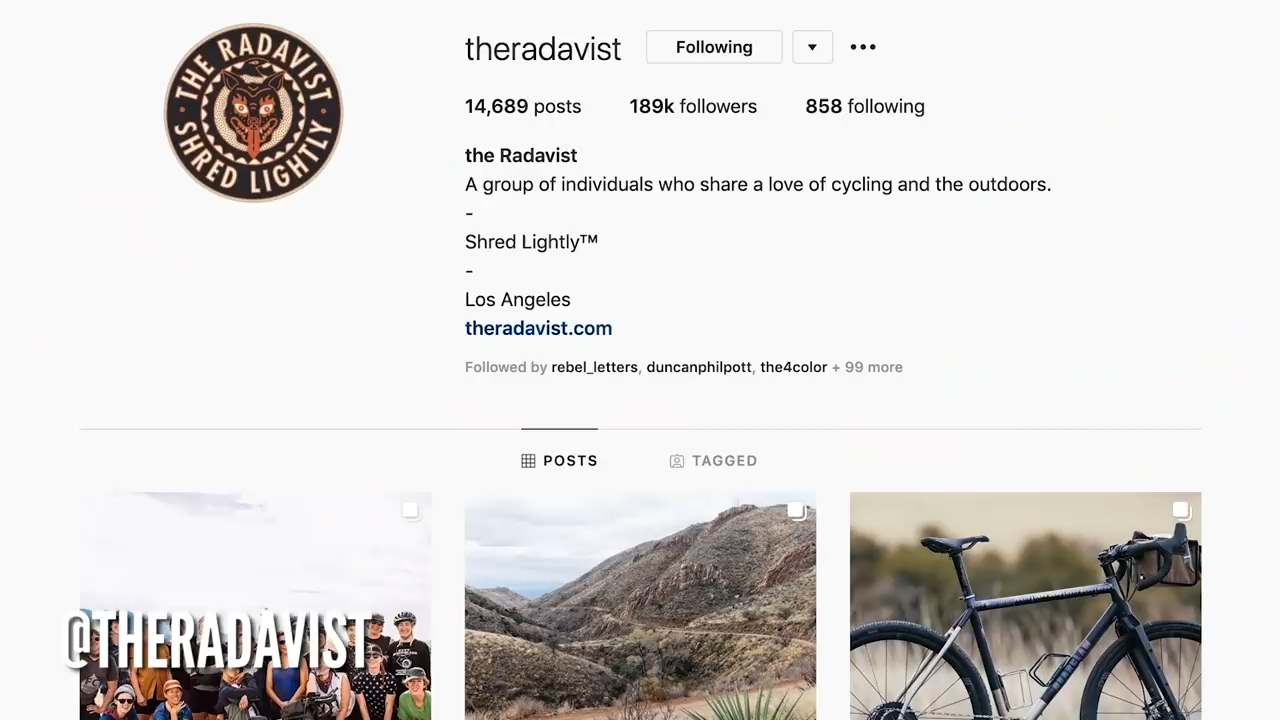 THE RADAVIST
SHRED LIGHTLY
theradavist
Following
14,689 posts
189k followers
858 following
the Radavist
A group of individuals who share a love of cycling and the outdoors.
-
Shred Lightly™
-
Los Angeles
theradavist.com
Followed by rebel_letters, duncanphilpott, the4color + 99 more
POSTS
TAGGED
@THERADAVIST